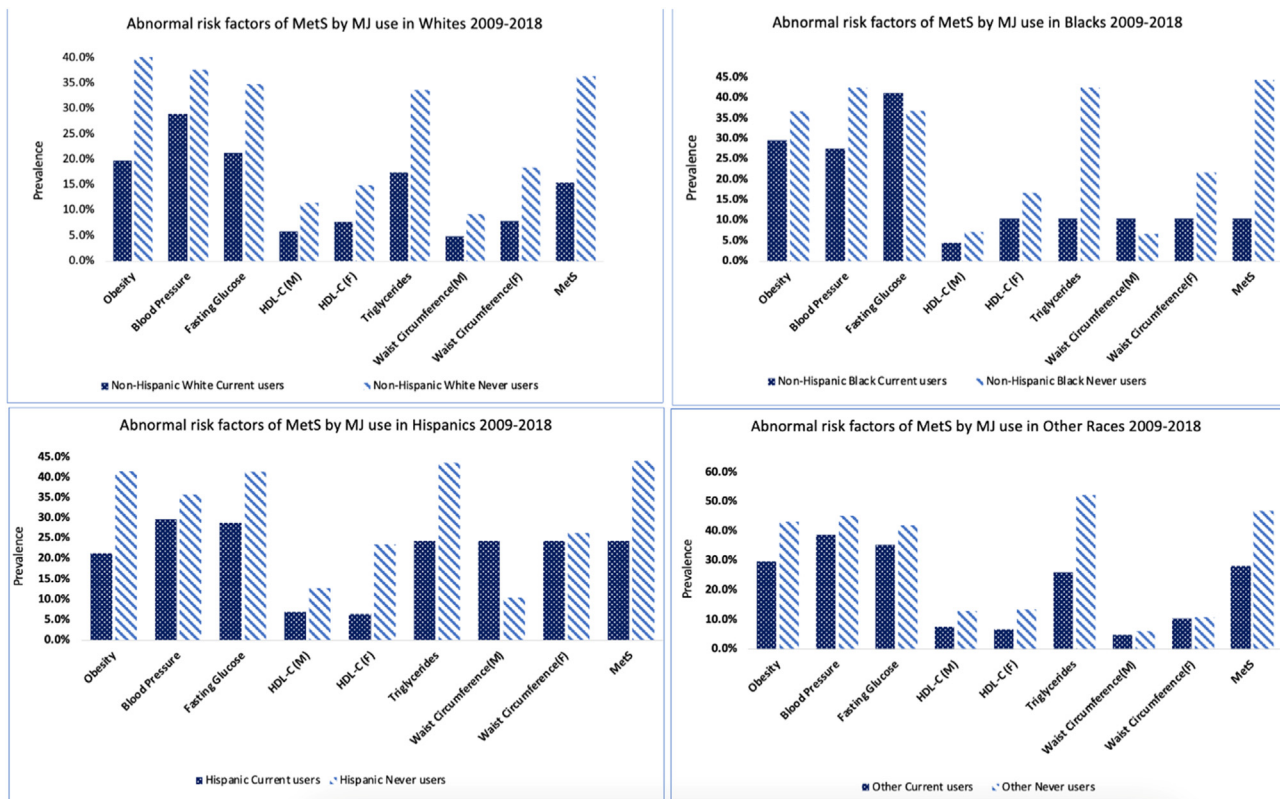 Abnormal risk factors of MetS by MJ use in Whites 2009-2018
Prevalence
40.0%
35.0%
30.0%
25.0%
20.0%
15.0%
10.0%
5.0%
0.0%
Obesity
Blood Pressure
Fasting Glucose
HDL-C (M)
HDL-C (F)
Triglycerides
Waist Circumference(M)
Waist Circumference(F)
MetS
Non-Hispanic White Current users
Non-Hispanic White Never users
Abnormal risk factors of MetS by MJ use in Blacks 2009-2018
Prevalence
45.0%
40.0%
35.0%
30.0%
25.0%
20.0%
15.0%
10.0%
5.0%
0.0%
Obesity
Blood Pressure
Fasting Glucose
HDL-C (M)
HDL-C (F)
Triglycerides
Waist Circumference(M)
Waist Circumference(F)
MetS
Non-Hispanic Black Current users
Non-Hispanic Black Never users
Abnormal risk factors of MetS by MJ use in Hispanics 2009-2018
Prevalence
45.0%
40.0%
35.0%
30.0%
25.0%
20.0%
15.0%
10.0%
5.0%
0.0%
Obesity
Blood Pressure
Fasting Glucose
HDL-C (M)
HDL-C (F)
Triglycerides
Waist Circumference(M)
Waist Circumference (F)
MetS
Hispanic Current users
Hispanic Never users
Abnormal risk factors of MetS by MJ use in Other Races 2009-2018
Prevalence
60.0%
50.0%
40.0%
30.0%
20.0%
10.0%
0.0%
Obesity
Blood Pressure
Fasting Glucose
HDL-C (M)
HDL-C (F)
Triglycerides
Waist Circumference(M)
Waist Circumference(F)
MetS
Other Current users
Other Never users